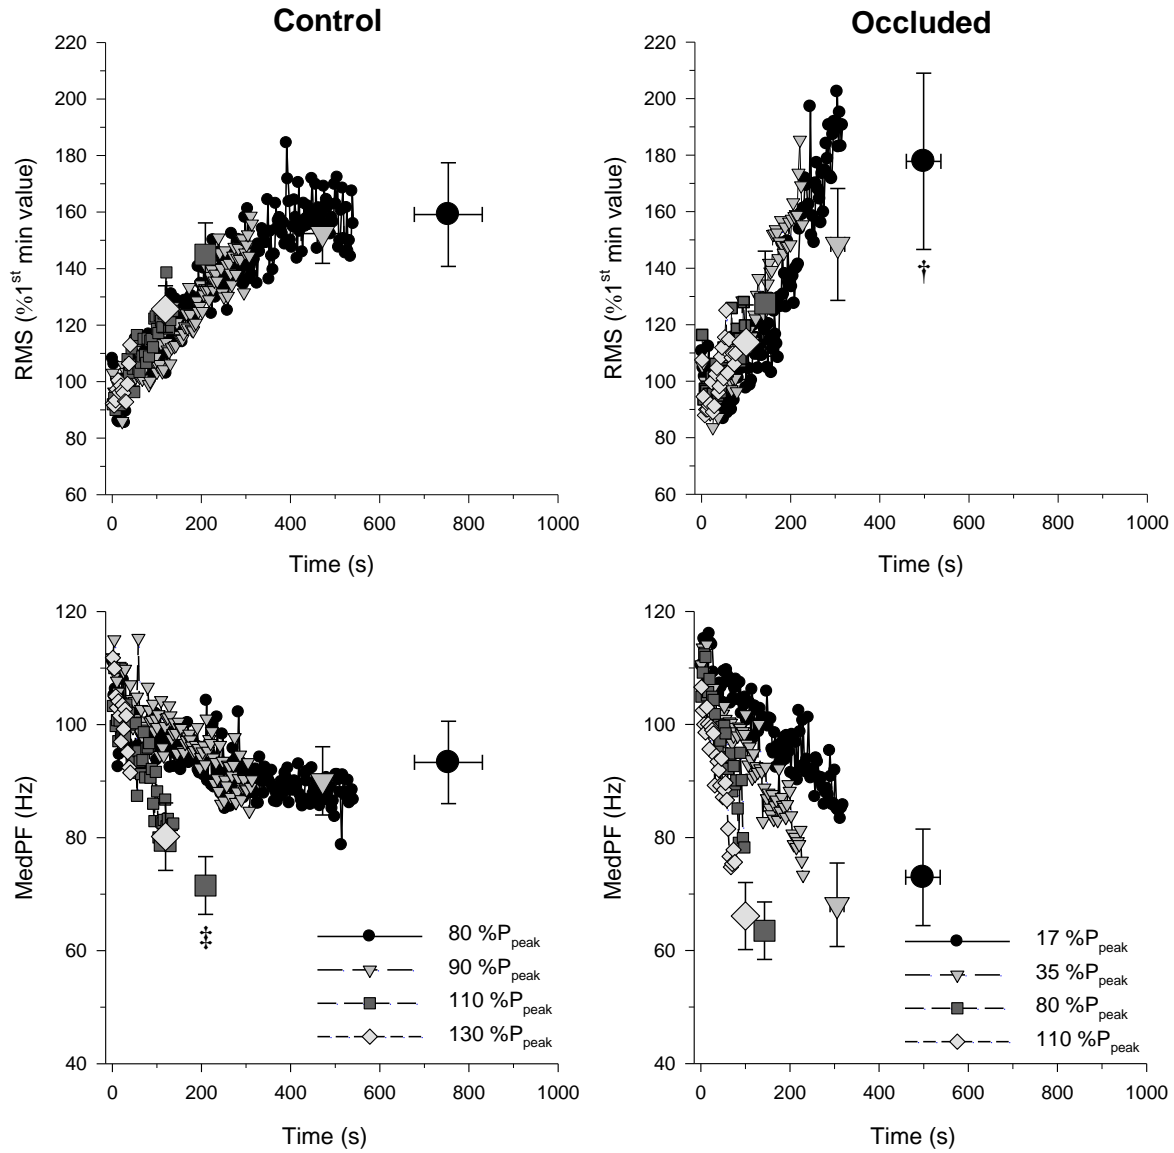 Control
Occluded
220
200
180
160
140
120
100
80
60
RMS (%1st min value)
0 200 400 600 800 1000
Time (s)
220
200
180
160
140
120
100
80
60
RMS (%1st min value)
†
0 200 400 600 800 1000
Time (s)
120
100
80
60
40
MedPF (Hz)
‡
80 %Ppeak
90 %Ppeak
110 %Ppeak
130 %Ppeak
0 200 400 600 800 1000
Time (s)
120
100
80
60
40
MedPF (Hz)
17 %Ppeak
35 %Ppeak
80 %Ppeak
110 %Ppeak
0 200 400 600 800 1000
Time (s)